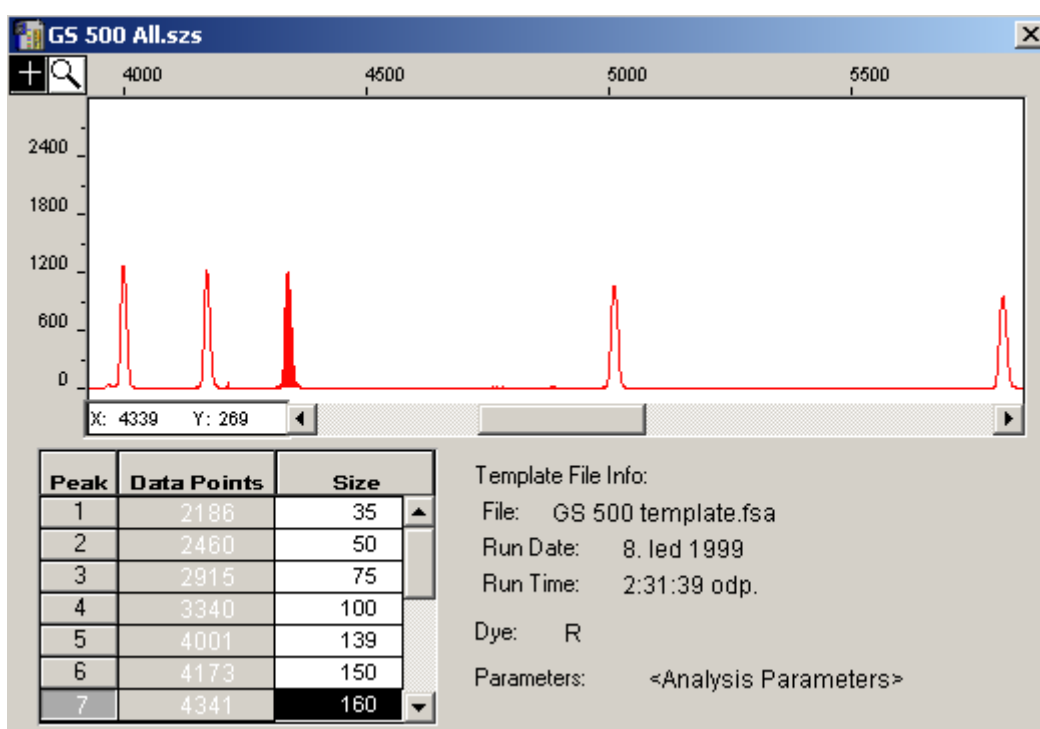 GS 500 All.szs
4000 4500 5000 5500
2400
1800
1200
600
0
X: 4339 Y: 269
Peak Data Points Size
1 2186 35
2 2460 50
3 2915 75
4 3340 100
5 4001 139
6 4173 150
7 4341 160
Template File Info:
File: GS 500 template.fsa
Run Date: 8. led 1999
Run Time: 2:31:39 odp.
Dye: R
Parameters: <Analysis Parameters>